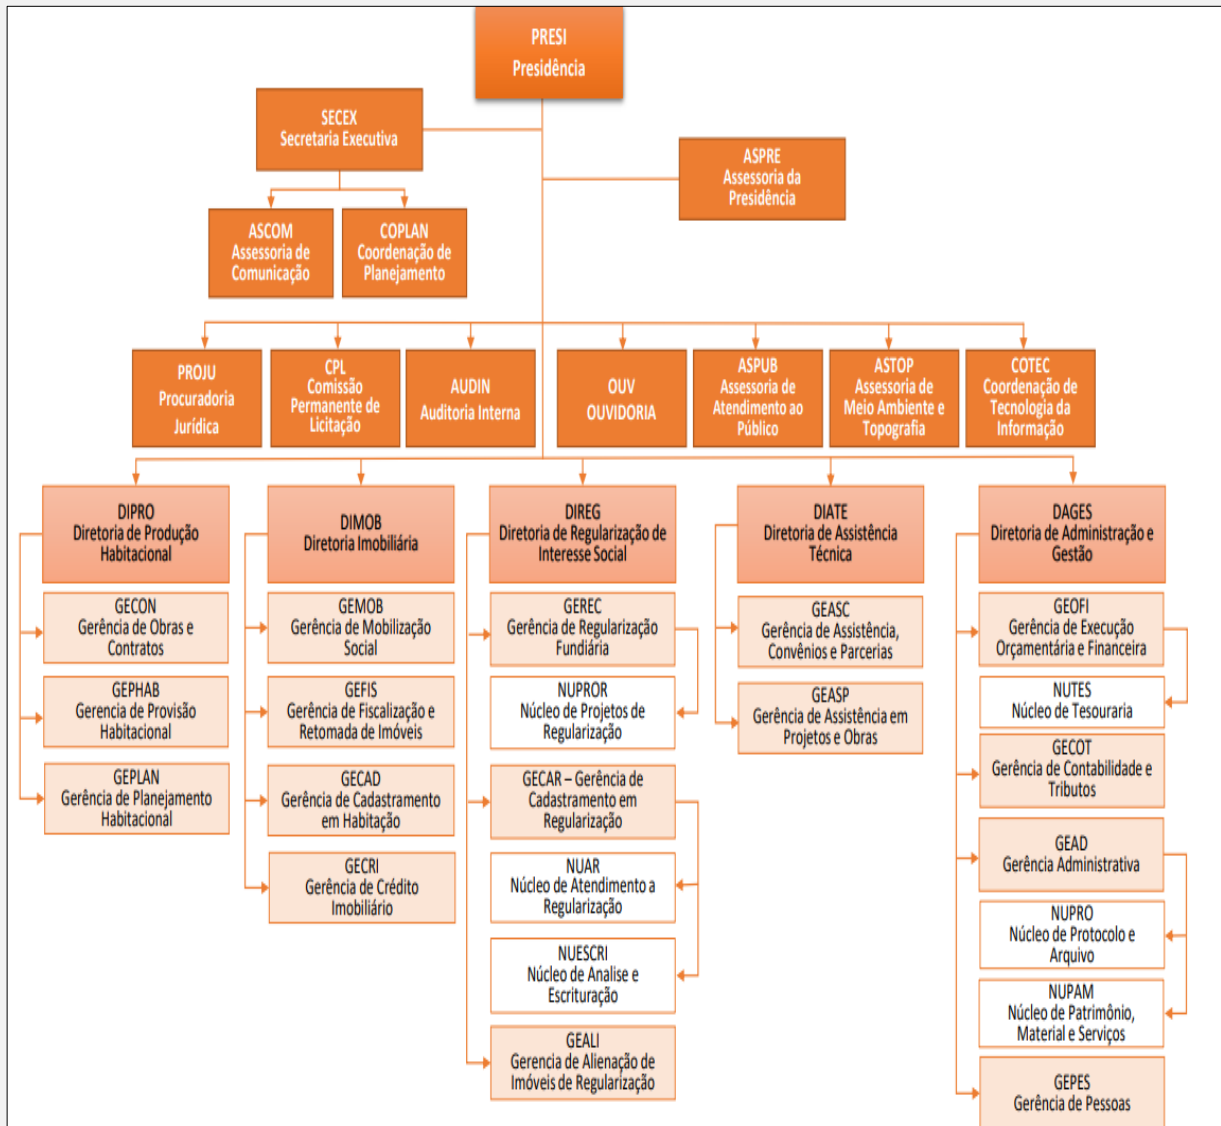 PRESI
Presidência
SECEX
Secretaria Executiva
ASPRE
Assessoria da
Presidência
ASCOM
Assessoria de
Comunicação
COPLAN
Coordenação de
Planejamento
PROJU
Procuradoria
Jurídica
CPL
Comissão
Permanente de
Licitação
AUDIN
Auditoria Interna
OUV
OUVIDORIA
ASPUB
Assessoria de
Atendimento ao
Público
ASTOP
Assessoria de
Meio Ambiente e
Topografia
COTEC
Coordenação de
Tecnologia da
Informação
DIPRO
Diretoria de Produção
Habitacional
GECON
Gerência de Obras e
Contratos
GEPHAB
Gerencia de Provisão
Habitacional
GEPLAN
Gerência de Planejamento
Habitacional
DIMOB
Diretoria Imobiliária
GEMOB
Gerência de Mobilização
Social
GEFIS
Gerência de Fiscalização e
Retomada de Imóveis
GECAD
Gerência de Cadastramento
em Habitação
GECRI
Gerência de Crédito
Imobiliário
DIREG
Diretoria de Regularização de
Interesse Social
GEREC
Gerência de Regularização
Fundiária
NUPROR
Núcleo de Projetos de
Regularização
GECAR – Gerência de
Cadastramento em
Regularização
NUAR
Núcleo de Atendimento a
Regularização
NUESCRI
Núcleo de Analise e
Escrituração
GEALI
Gerencia de Alienação de
Imóveis de Regularização
DIATE
Diretoria de Assistência
Técnica
GEASC
Gerência de Assistência,
Convênios e Parcerias
GEASP
Gerência de Assistência em
Projetos e Obras
DAGES
Diretoria de Administração e
Gestão
GEOFI
Gerência de Execução
Orçamentária e Financeira
NUTES
Núcleo de Tesouraria
GECOT
Gerência de Contabilidade e
Tributos
GEAD
Gerência Administrativa
NUPRO
Núcleo de Protocolo e
Arquivo
NUPAM
Núcleo de Patrimônio,
Material e Serviços
GEPES
Gerência de Pessoas